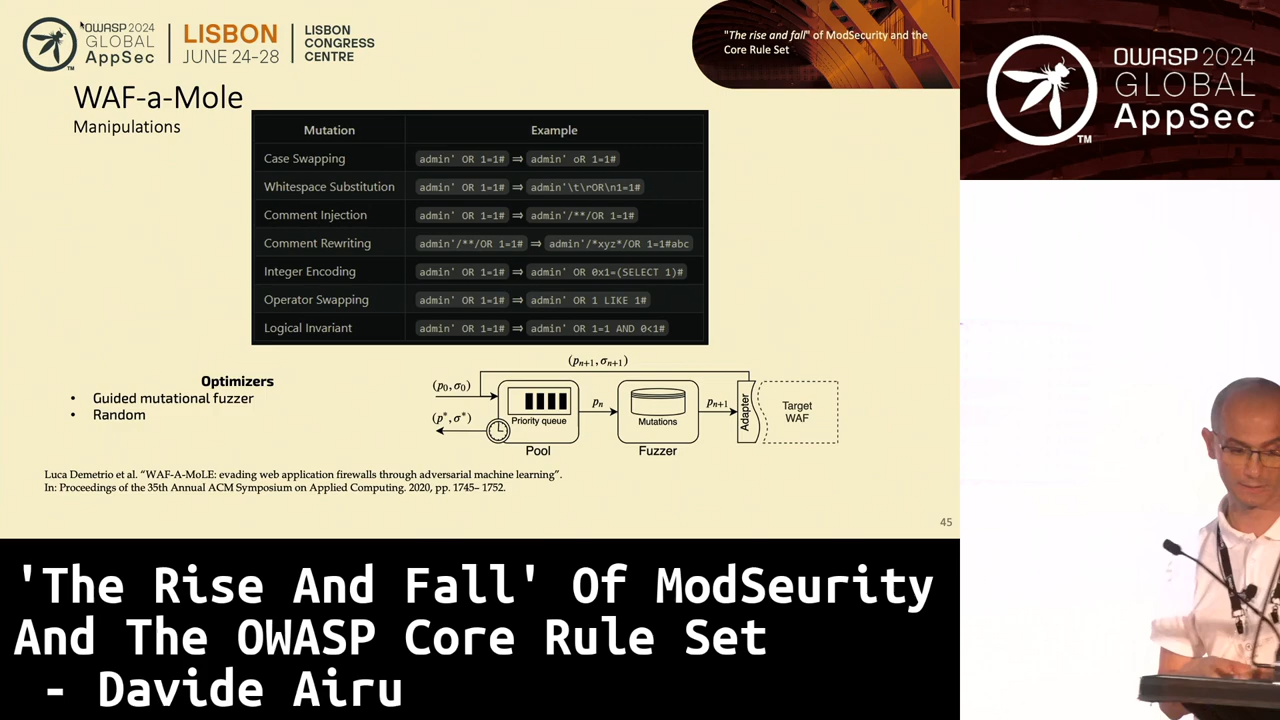 OWASP 2024
GLOBAL
AppSec
TM
LISBON
JUNE 24-28
LISBON
CONGRESS
CENTRE
"The rise and fall" of ModSecurity and the
Core Rule Set
OWASP 2024
GLOBAL
AppSec
TM
WAF-a-Mole
Manipulations
Mutation Example
Case Swapping admin' OR 1=1# ⇒ admin' oR 1=1#
Whitespace Substitution admin' OR 1=1# ⇒ admin'\t\rOR\n1=1#
Comment Injection admin' OR 1=1# ⇒ admin'/**/OR 1=1#
Comment Rewriting admin'/**/OR 1=1# ⇒ admin'/*xyz*/OR 1=1#abc
Integer Encoding admin' OR 1=1# ⇒ admin' OR 0x1=(SELECT 1)#
Operator Swapping admin' OR 1=1# ⇒ admin' OR 1 LIKE 1#
Logical Invariant admin' OR 1=1# ⇒ admin' OR 1=1 AND 0<1#
Optimizers
• Guided mutational fuzzer
• Random
(pn+1, σn+1)
(p0, σ0)
(p*, σ*)
Priority queue
Pool
pn
Mutations
Fuzzer
pn+1
Adapter
Target
WAF
Luca Demetrio et al. “WAF-A-MoLE: evading web application firewalls through adversarial machine learning”.
In: Proceedings of the 35th Annual ACM Symposium on Applied Computing. 2020, pp. 1745– 1752.
45
'The Rise And Fall' Of ModSeurity
And The OWASP Core Rule Set
- Davide Airu